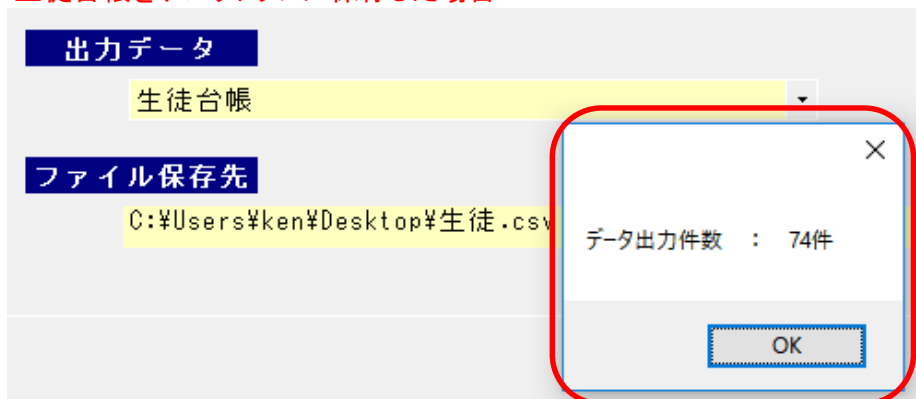 出力データ
生徒台帳
ファイル保存先
C:¥Users¥ken¥Desktop¥生徒.csv
データ出力件数 : 74件
OK